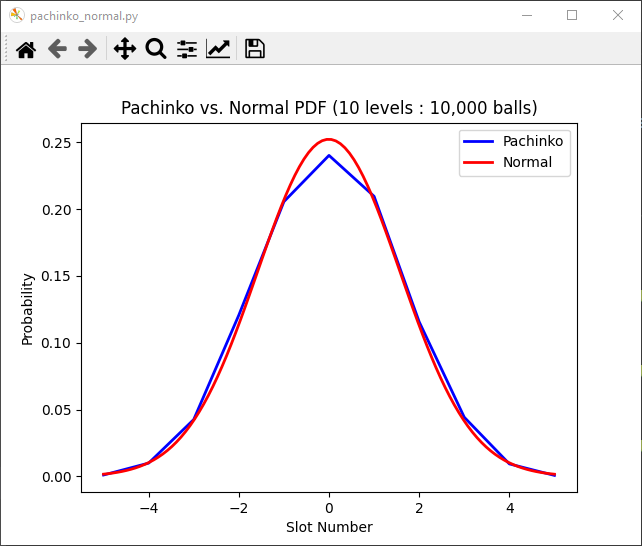 pachinko_normal.py
Pachinko vs. Normal PDF (10 levels : 10,000 balls)
Pachinko
Normal
0.25
0.20
0.15
0.10
0.05
0.00
Probability
−4 −2 0 2 4
Slot Number